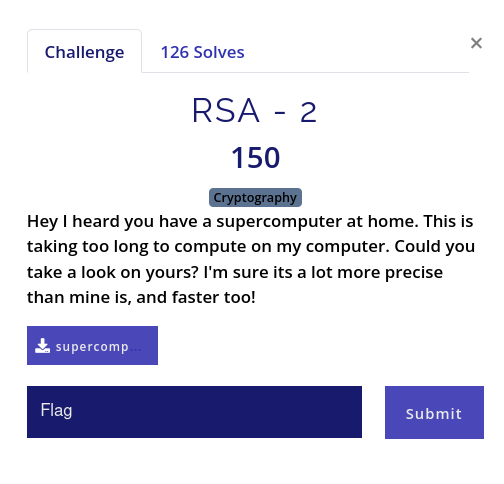 Challenge
126 Solves
×
RSA - 2
150
Cryptography
Hey I heard you have a supercomputer at home. This is
taking too long to compute on my computer. Could you
take a look on yours? I'm sure its a lot more precise
than mine is, and faster too!
supercomp...
Flag
Submit